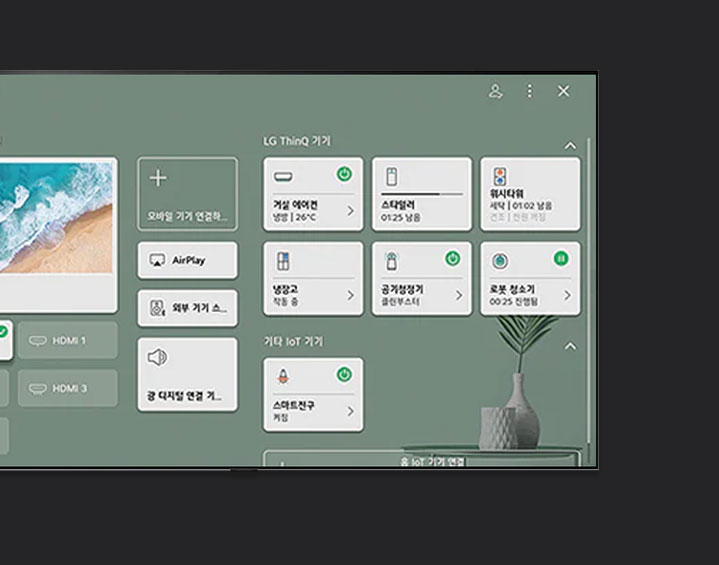 LG ThinQ 기기
모바일 기기 연결하...
AirPlay
외부 기기 스...
광 디지털 연결 기...
HDMI 1
HDMI 3
거실 에어컨
냉방 | 26°C
스타일러
01:25 남음
워시타워
세탁 | 01:02 남음
건조 | 전원 꺼짐
냉장고
작동 중
공기청정기
클린부스터
로봇 청소기
00:25 진행됨
기타 IoT 기기
스마트전구
켜짐
홈 IoT 기기 연결